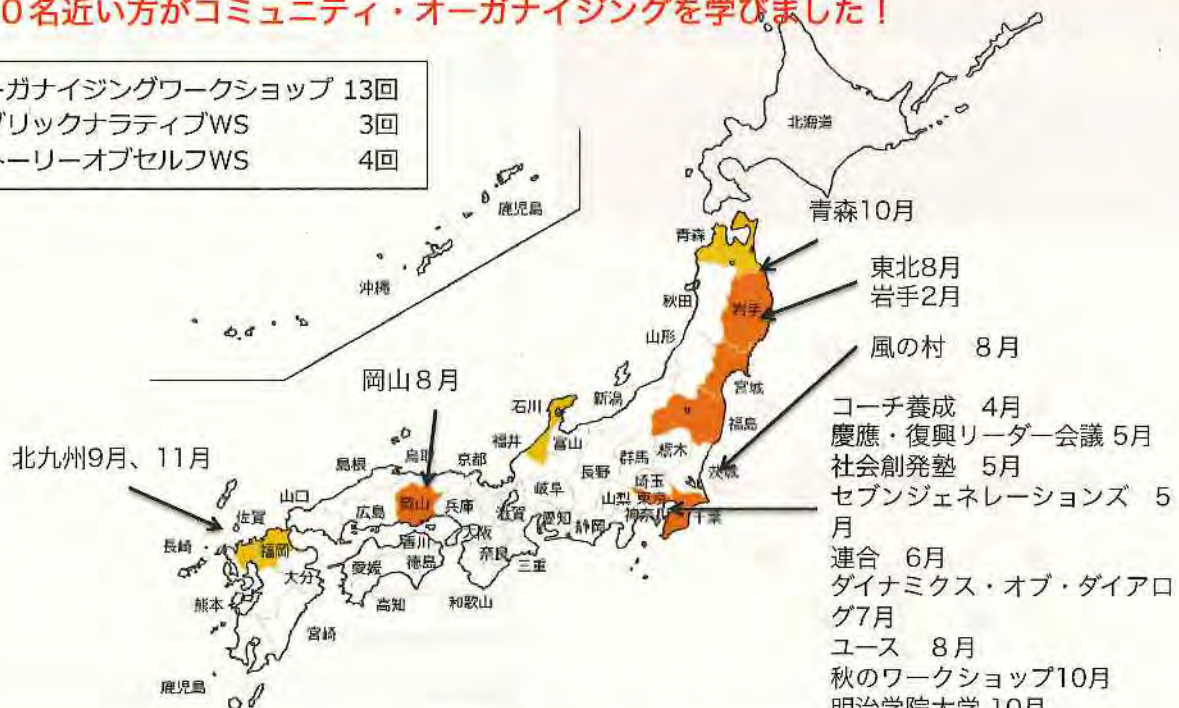 ０名近い方がコミュニティ・オーガナイジングを学びました！
ーガナイジングワークショップ 13回
ブリックナラティブWS 3回
トーリーオブセルフWS 4回
北海道
鹿児島
沖縄
青森10月
青森
東北8月
岩手2月
秋田
岩手
山形
風の村　８月
岡山８月
宮城
新潟
石川
福島
コーチ養成　4月
慶應・復興リーダー会議 5月
社会創発塾　5月
セブンジェネレーションズ　5
月
連合　6月
ダイナミクス・オブ・ダイアロ
グ7月
ユース　８月
秋のワークショップ10月
明治学院大学 10月
福井
富山
栃木
群馬
北九州9月、11月
島根
鳥取
京都
長野
埼玉
茨城
岐阜
山梨
東京
山口
岡山
兵庫
滋賀
愛知
静岡
神奈川
千葉
佐賀
広島
長崎
福岡
香川
大阪
奈良
三重
大分
愛媛
徳島
熊本
高知
和歌山
宮崎
鹿児島